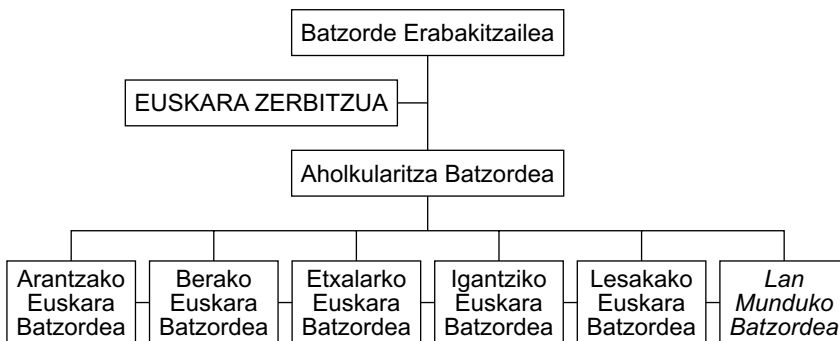 Batzorde Erabakitzailea
EUSKARA ZERBITZUA
Aholkularitza Batzordea
Arantzako
Euskara
Batzordea
Berako
Euskara
Batzordea
Etxalarko
Euskara
Batzordea
Igantziko
Euskara
Batzordea
Lesakako
Euskara
Batzordea
Lan
Munduko
Batzordea